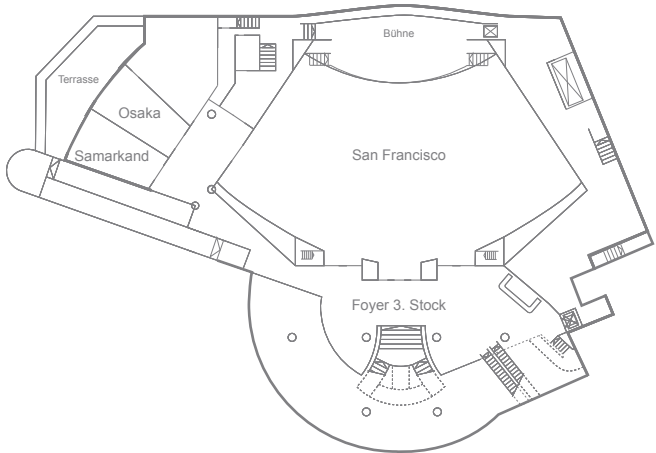 Bühne
Terrasse
Osaka
Samarkand
San Francisco
Foyer 3. Stock